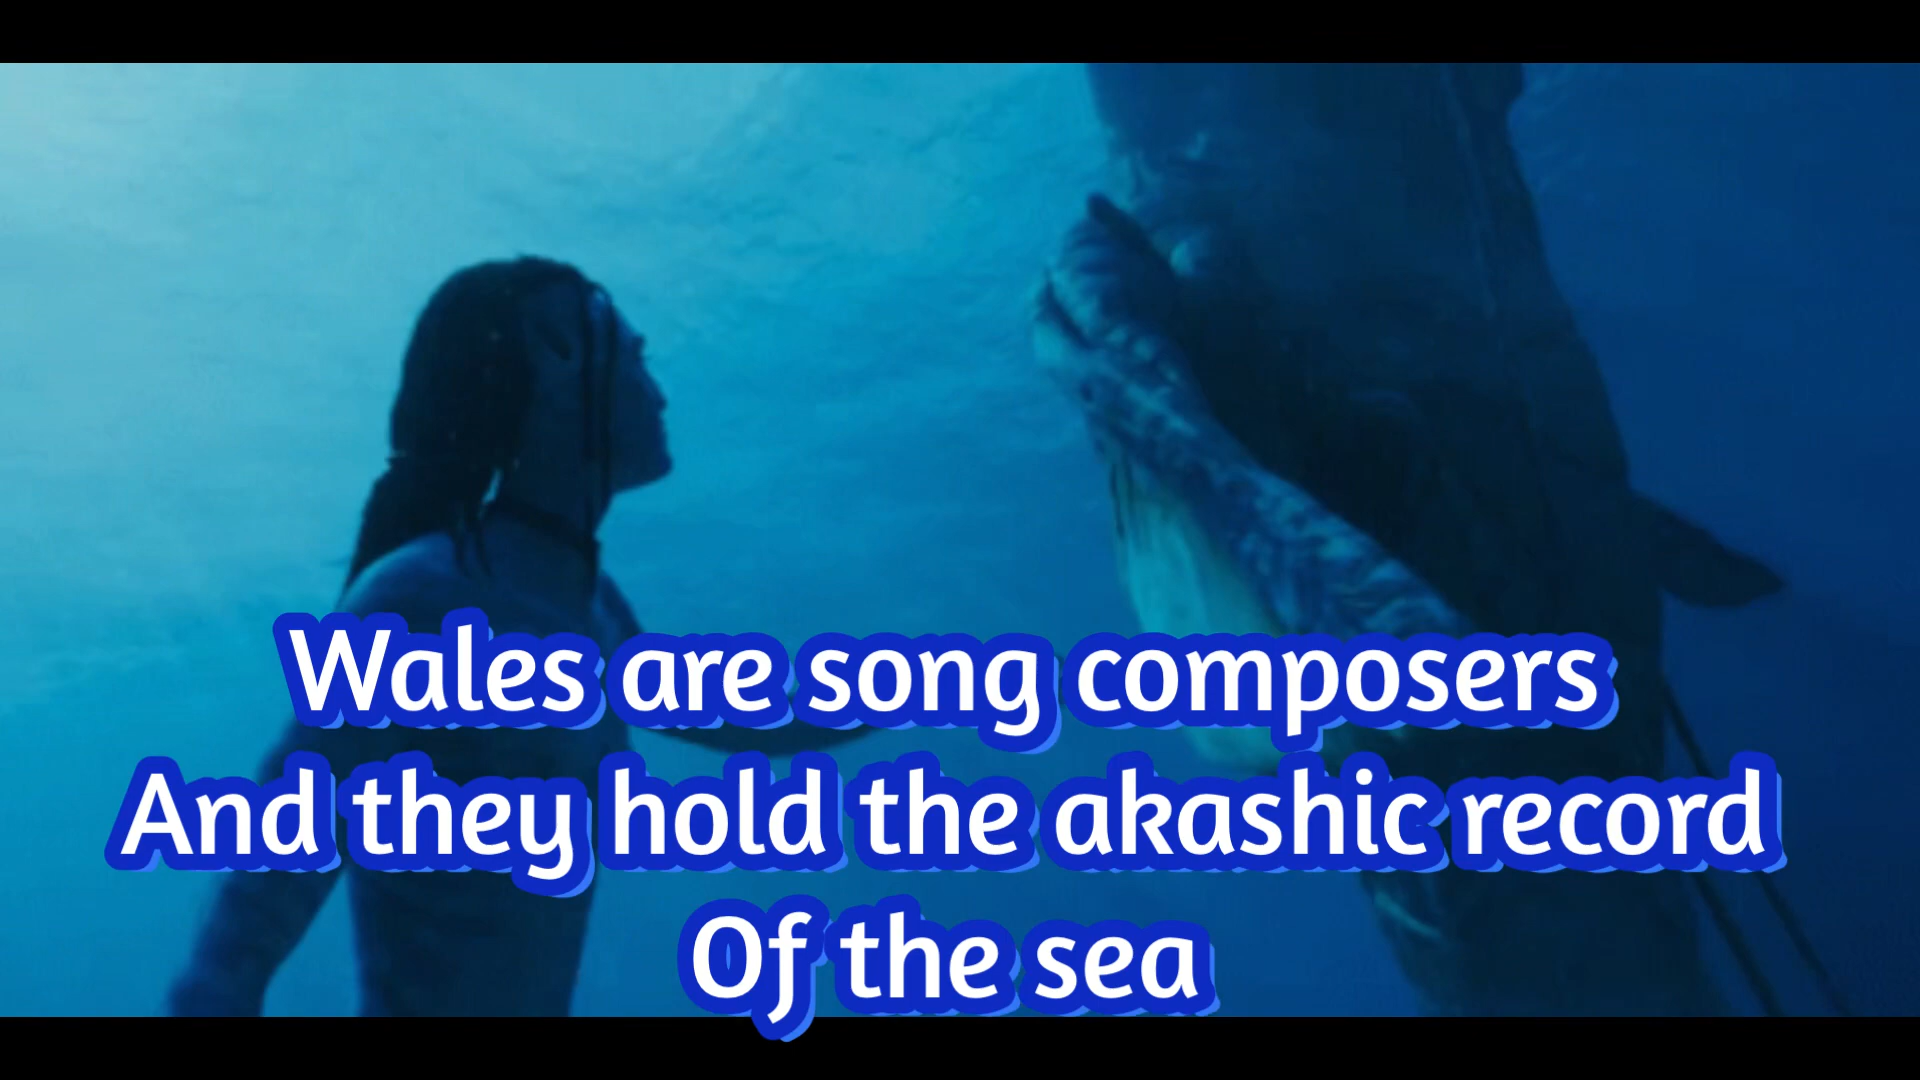 Wales are song composers
And they hold the akashic record
Of the sea